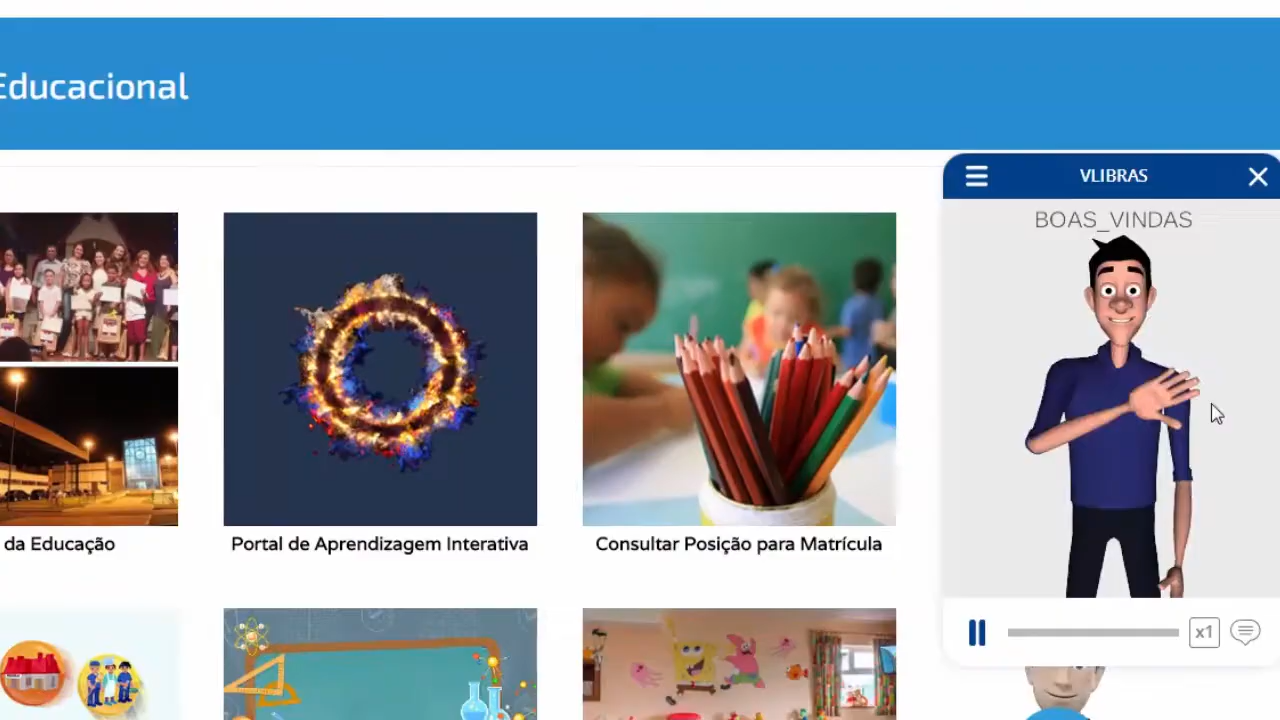 Educacional
VLIBRAS
BOAS_VINDAS
da Educação
Portal de Aprendizagem Interativa
Consultar Posição para Matrícula
x1